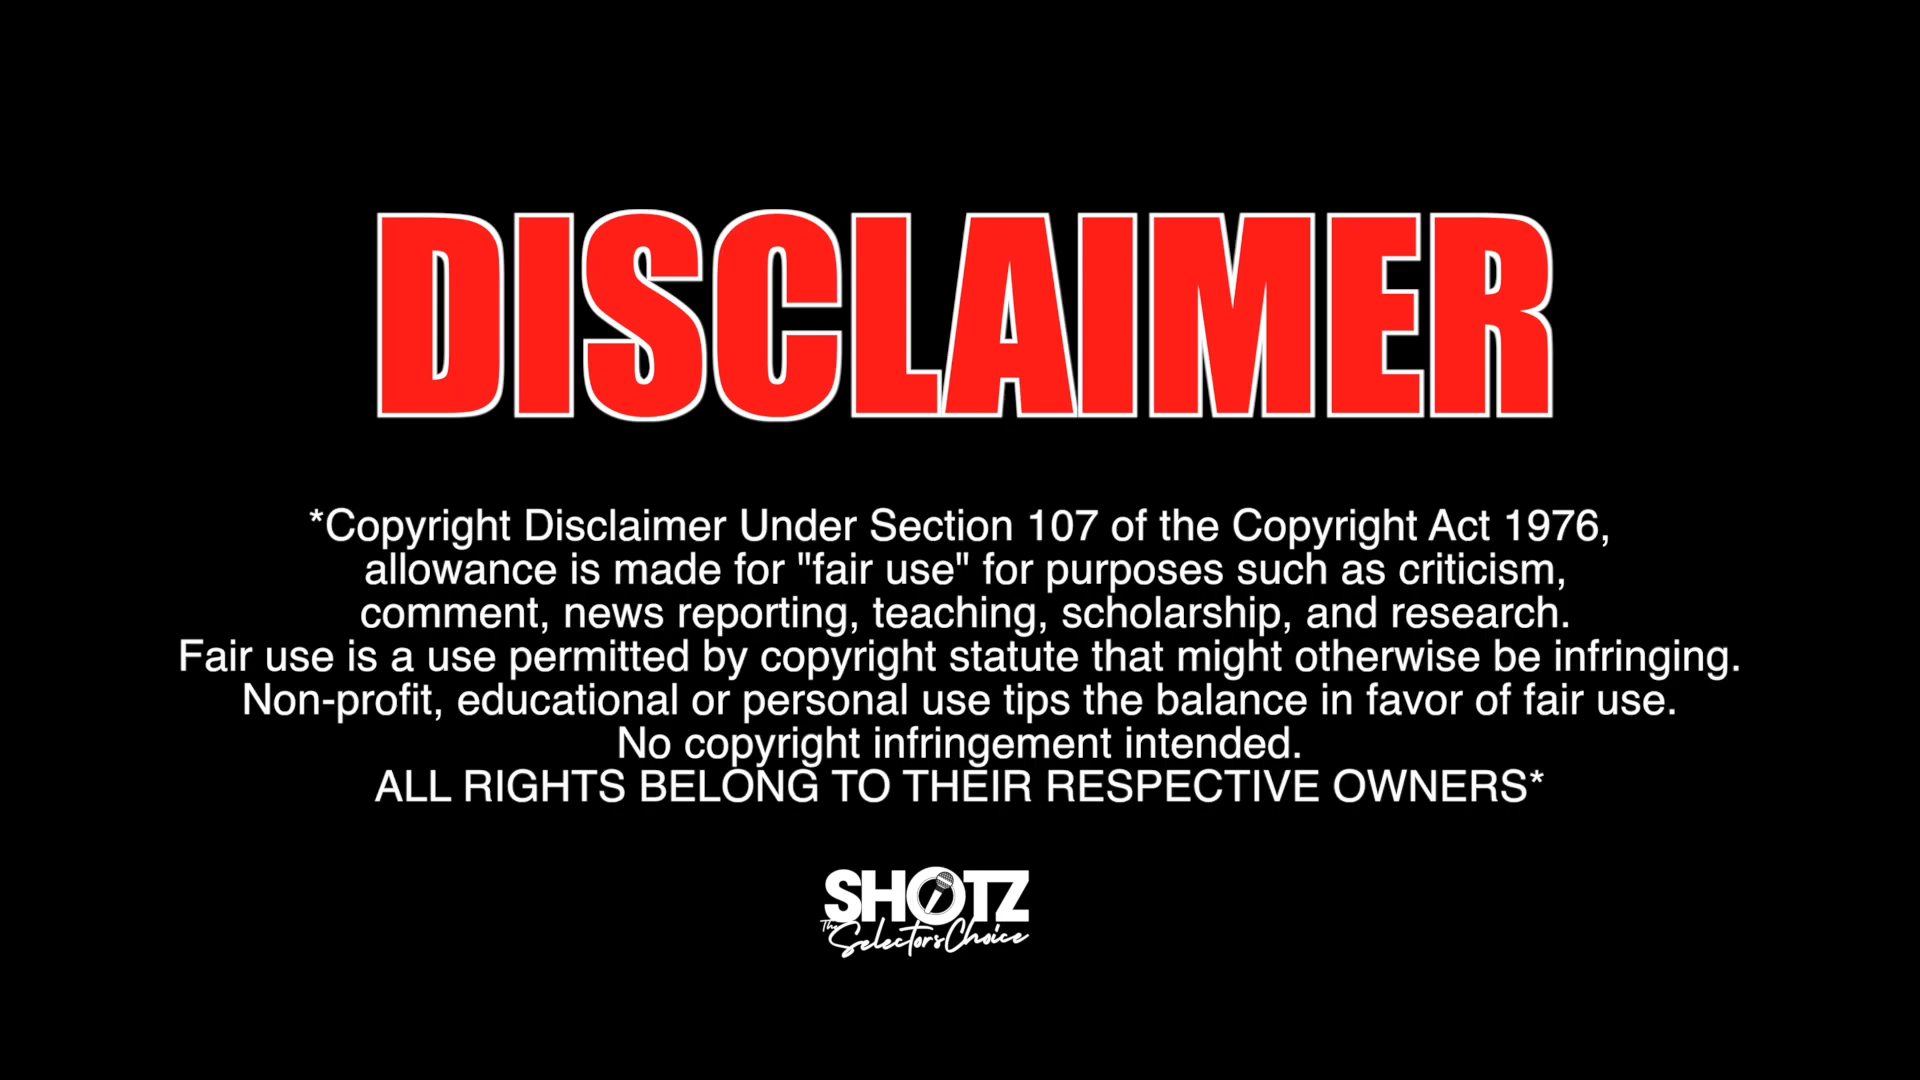 DISCLAIMER
*Copyright Disclaimer Under Section 107 of the Copyright Act 1976,
allowance is made for "fair use" for purposes such as criticism,
comment, news reporting, teaching, scholarship, and research.
Fair use is a use permitted by copyright statute that might otherwise be infringing.
Non-profit, educational or personal use tips the balance in favor of fair use.
No copyright infringement intended.
ALL RIGHTS BELONG TO THEIR RESPECTIVE OWNERS*
SHOTZ
The Selectors Choice